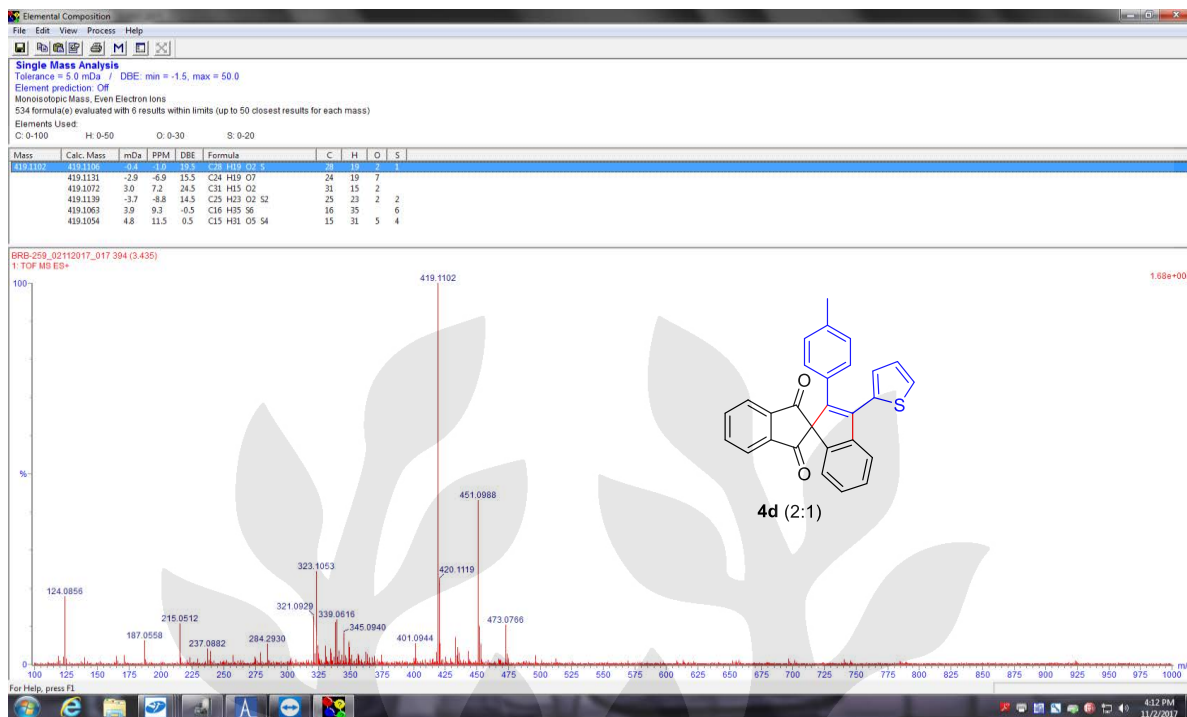 Elemental Composition
File Edit View Process Help
Single Mass Analysis
Tolerance = 5.0 mDa / DBE: min = -1.5, max = 50.0
Element prediction: Off
Monoisotopic Mass, Even Electron Ions
534 formula(e) evaluated with 6 results within limits (up to 50 closest results for each mass)
Elements Used:
C: 0-100 H: 0-50 O: 0-30 S: 0-20
Mass Calc. Mass mDa PPM DBE Formula C H O S
419.1102 419.1106 -0.4 -1.0 19.5 C28 H19 O2 S 28 19 2 1
419.1131 -2.9 -6.9 15.5 C24 H19 O7 24 19 7
419.1072 3.0 7.2 24.5 C31 H15 O2 31 15 2
419.1139 -3.7 -8.8 14.5 C25 H23 O2 S2 25 23 2 2
419.1063 3.9 9.3 -0.5 C16 H35 S6 16 35 6
419.1054 4.8 11.5 0.5 C15 H31 O5 S4 15 31 5 4
BRB-259_02112017_017 394 (3.435)
1: TOF MS ES+
1.68e+00
100
419.1102
O
S
O
%
451.0988
4d (2:1)
323.1053
420.1119
124.0856
321.0929
339.0616
215.0512
345.0940
473.0766
187.0558
237.0882
284.2930
401.0944
0
m/
100 125 150 175 200 225 250 275 300 325 350 375 400 425 450 475 500 525 550 575 600 625 650 675 700 725 750 775 800 825 850 875 900 925 950 975 1000
For Help, press F1
4:12 PM
11/2/2017